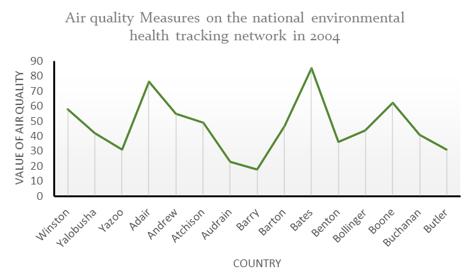 Air quality Measures on the national environmental
health tracking network in 2004
VALUE OF AIR QUALITY
90
80
70
60
50
40
30
20
10
0
Winston
Yalobusha
Yazoo
Adair
Andrew
Atchison
Audrain
Barry
Barton
Bates
Benton
Bollinger
Boone
Buchanan
Butler
COUNTRY